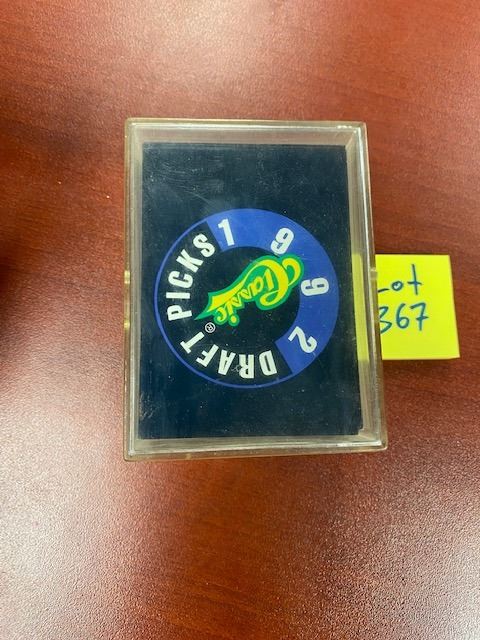 1992
DRAFT PICKS
Classic®
Lot
367